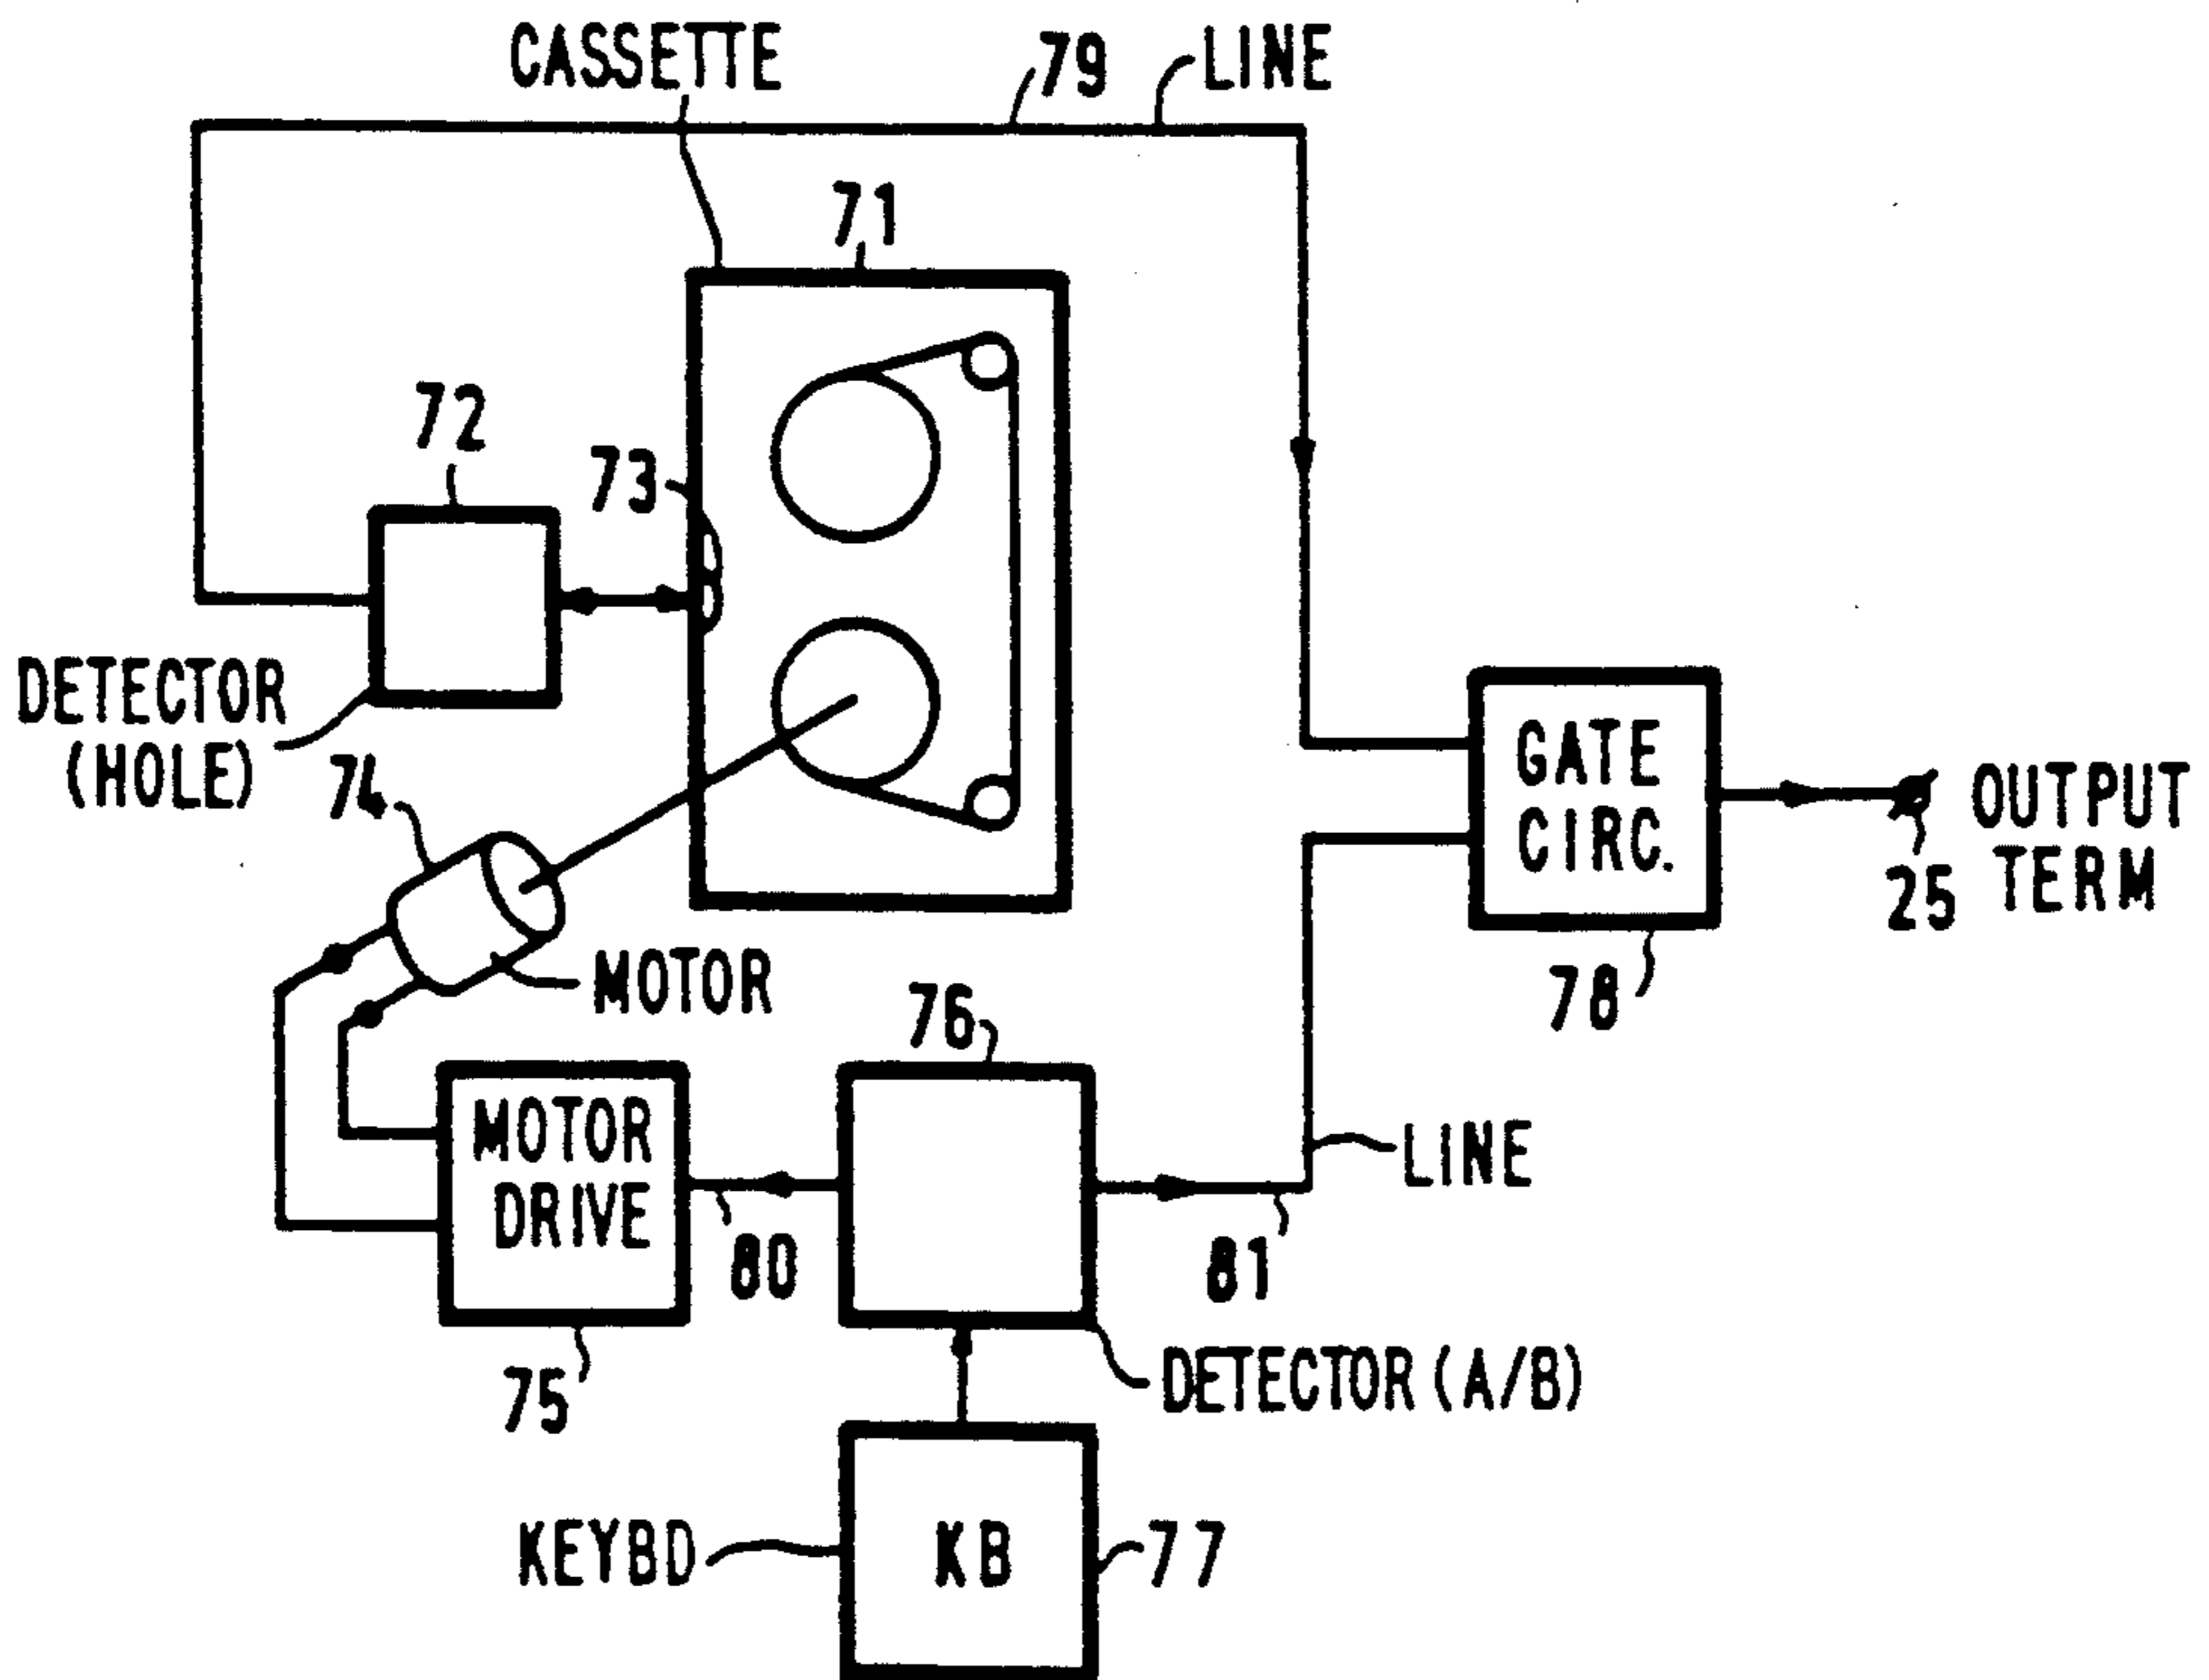 CASSETTE
79
LINE
71
72
73
DETECTOR
(HOLE)
74
GATE
CIRC.
OUTPUT
TERM
25
78
MOTOR
76
MOTOR
DRIVE
80
81
LINE
75
DETECTOR (A/B)
KEYBD
KB
77